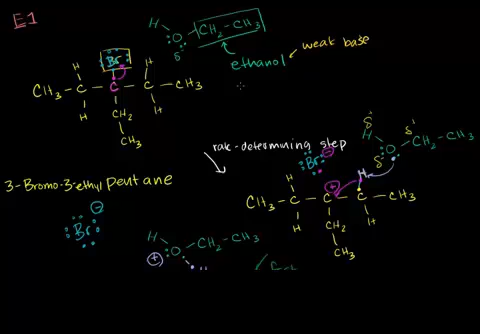 E1
H
O
CH₂-CH₃
δ⁻
ethanol
weak base
Br
H
H
CH₃
C
C
C
CH₃
H
CH₂
H
CH₃
rate-determining step
3-Bromo-3-ethyl pentane
Br
⊖
δ⁺
H
δ⁺
O
CH₂-CH₃
δ⁻
Br
⊖
H
⊕
H
CH₃
C
C
C
CH₃
H
CH₂
H
CH₃
H
O
CH₂-CH₃
⊕